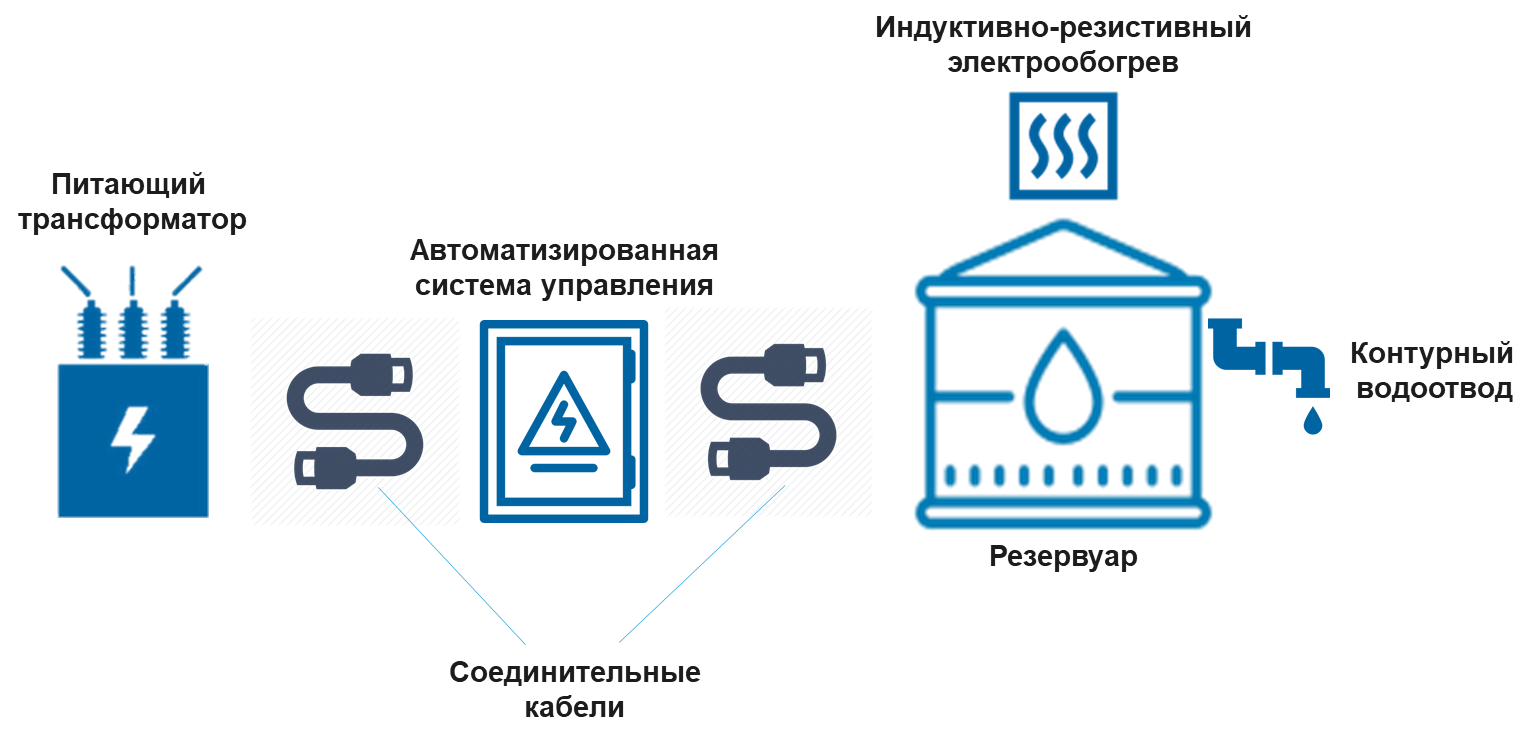 Индуктивно-резистивный
электрообогрев
Питающий
трансформатор
Автоматизированная
система управления
Контурный
водоотвод
Резервуар
Соединительные
кабели